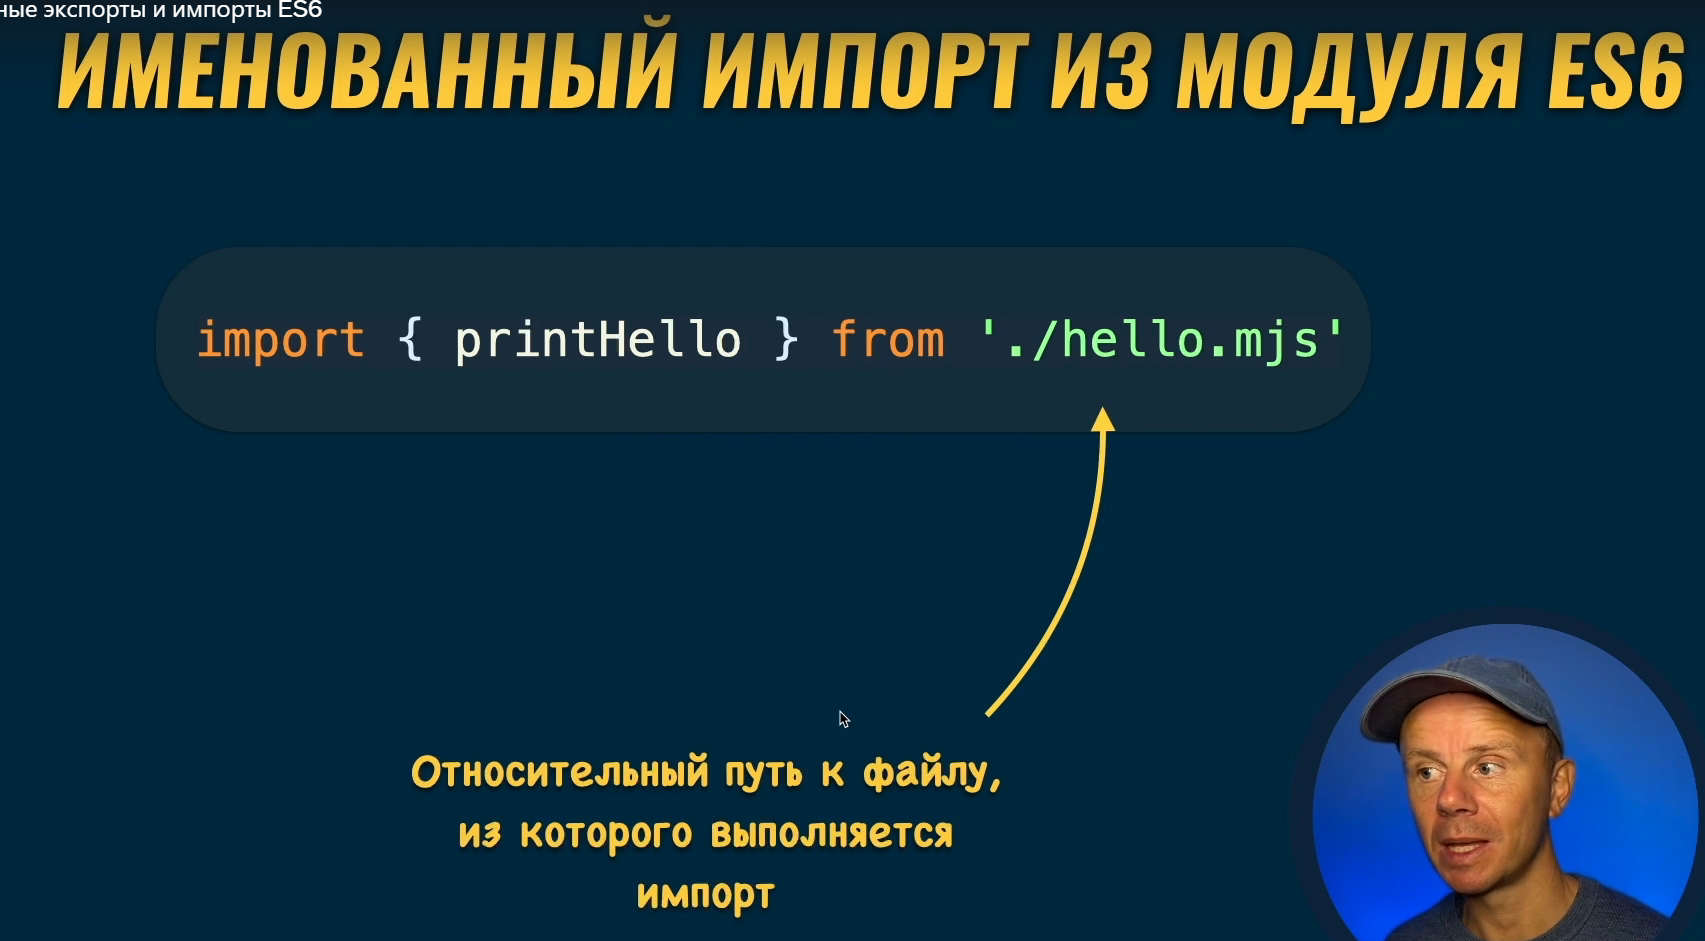 ные экспорты и импорты ES6
ИМЕНОВАННЫЙ ИМПОРТ ИЗ МОДУЛЯ ES6
import { printHello } from './hello.mjs'
Относительный путь к файлу,
из которого выполняется
импорт